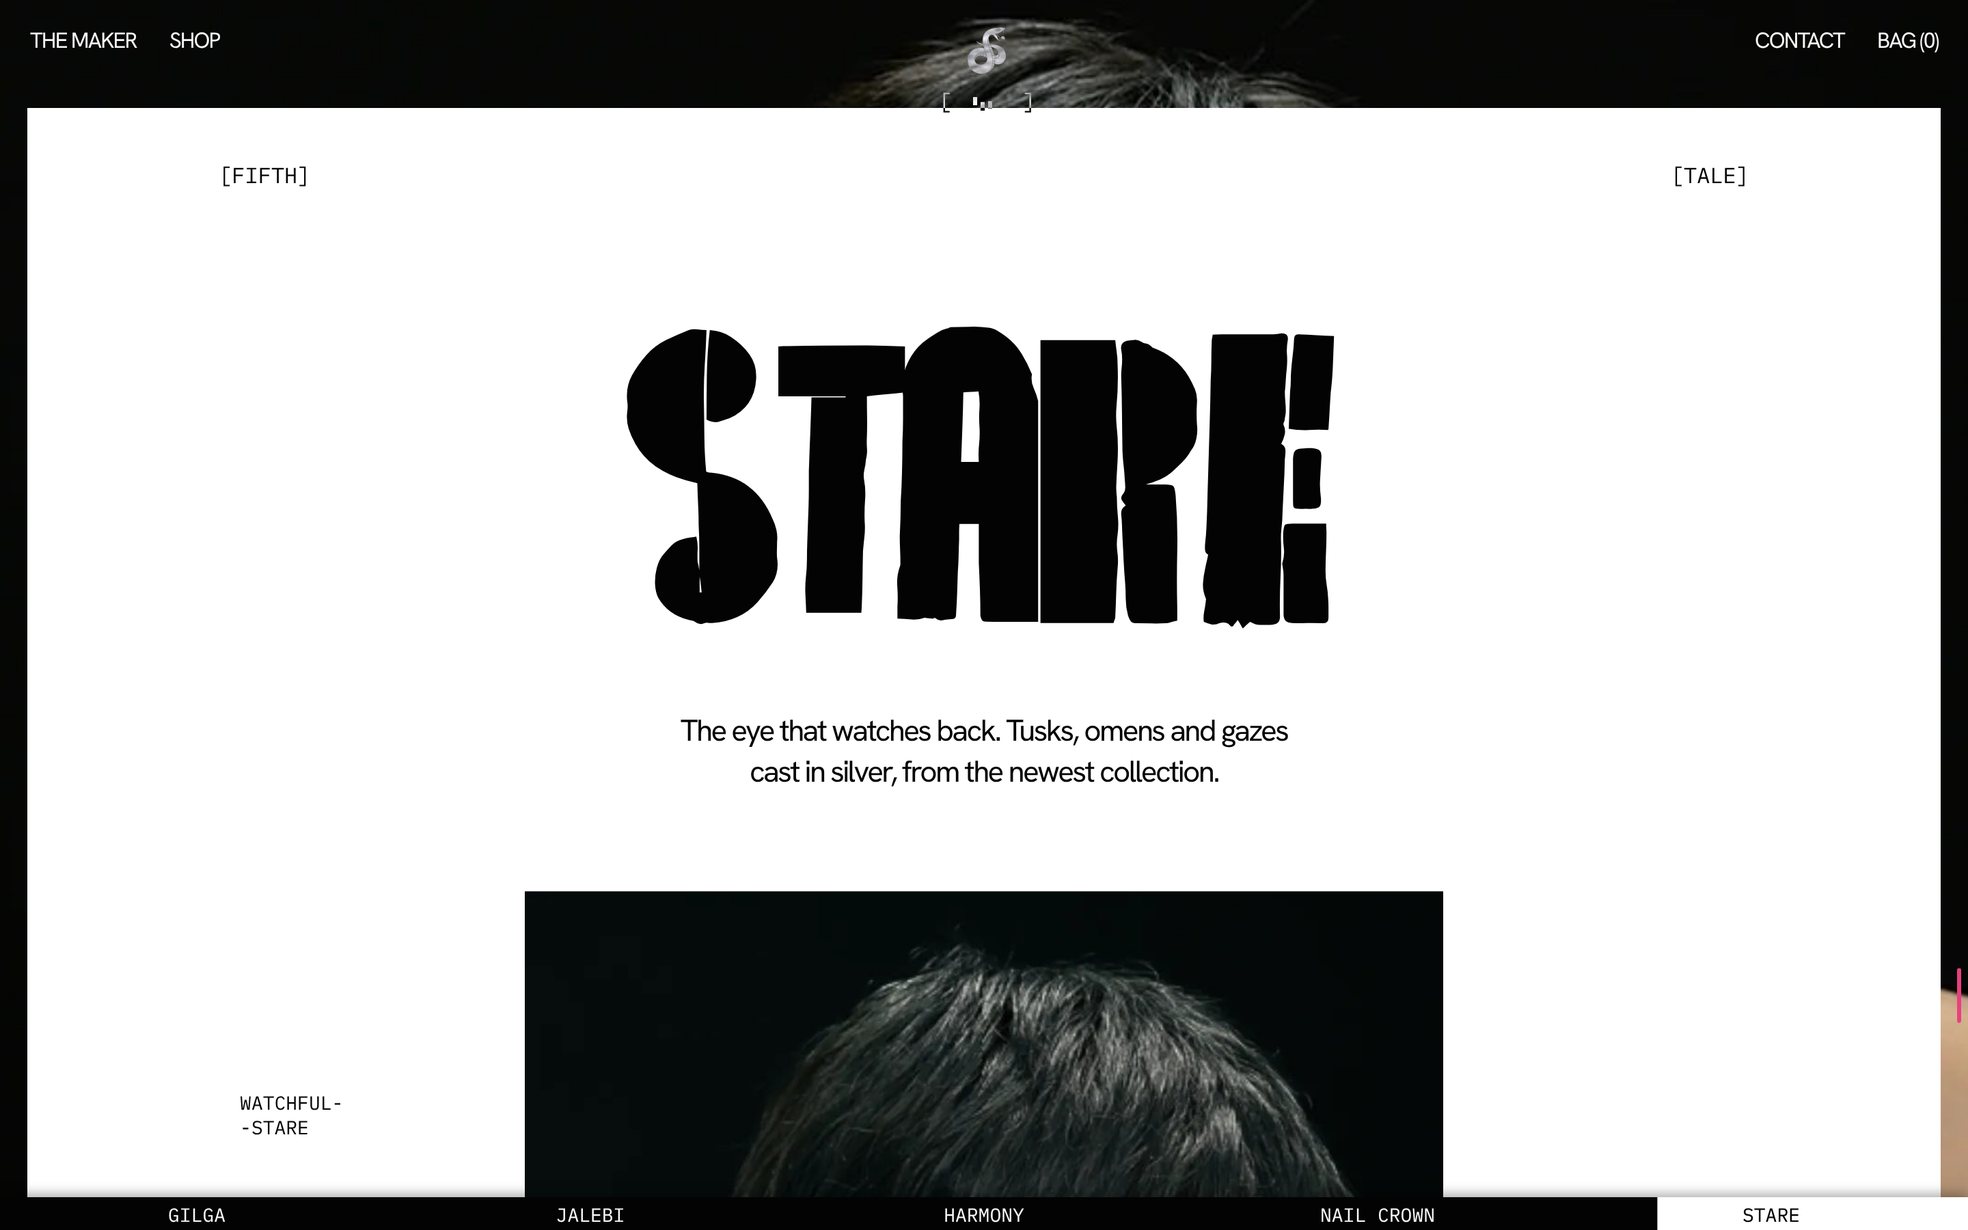 THE MAKER
SHOP
CONTACT
BAG (0)
[FIFTH]
[TALE]
STARE
The eye that watches back. Tusks, omens and gazes
cast in silver, from the newest collection.
WATCHFUL-
-STARE
GILGA
JALEBI
HARMONY
NAIL CROWN
STARE